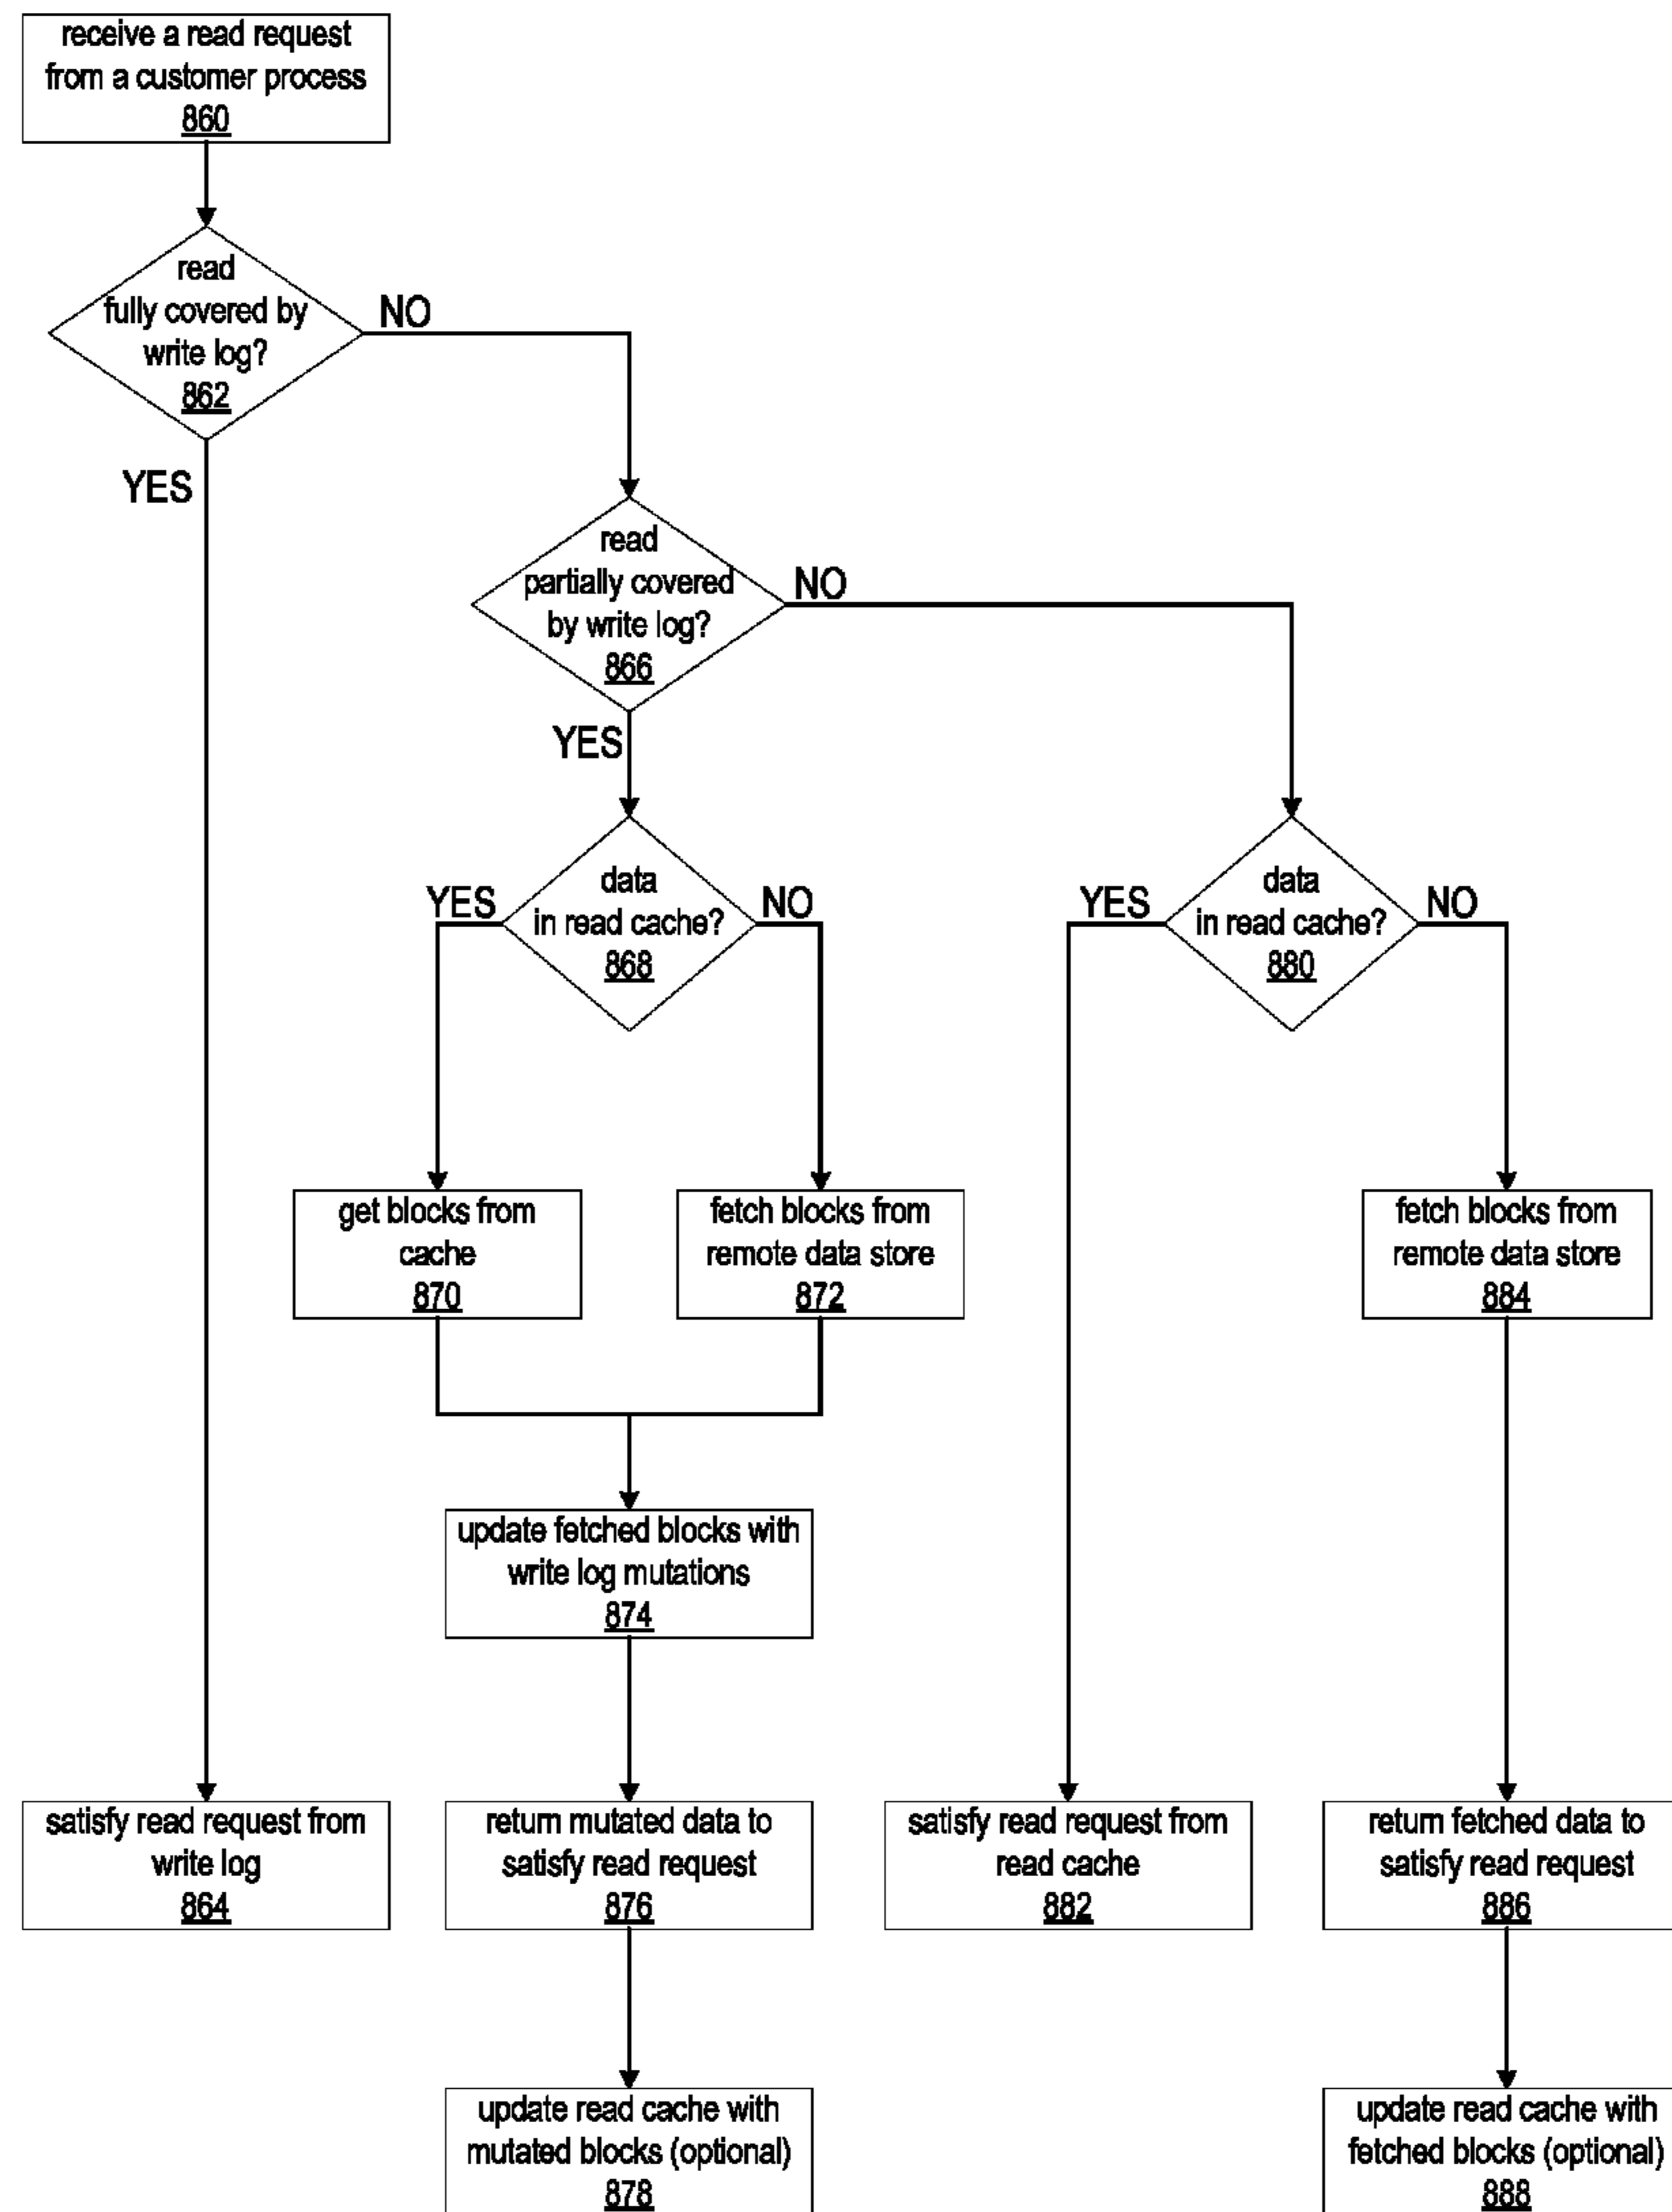 receive a read request
from a customer process
860
read
fully covered by
write log?
862
NO
YES
read
partially covered
by write log?
866
NO
YES
data
in read cache?
868
YES
NO
data
in read cache?
880
YES
NO
get blocks from
cache
870
fetch blocks from
remote data store
872
fetch blocks from
remote data store
884
update fetched blocks with
write log mutations
874
satisfy read request from
write log
864
return mutated data to
satisfy read request
876
satisfy read request from
read cache
882
return fetched data to
satisfy read request
886
update read cache with
mutated blocks (optional)
878
update read cache with
fetched blocks (optional)
888